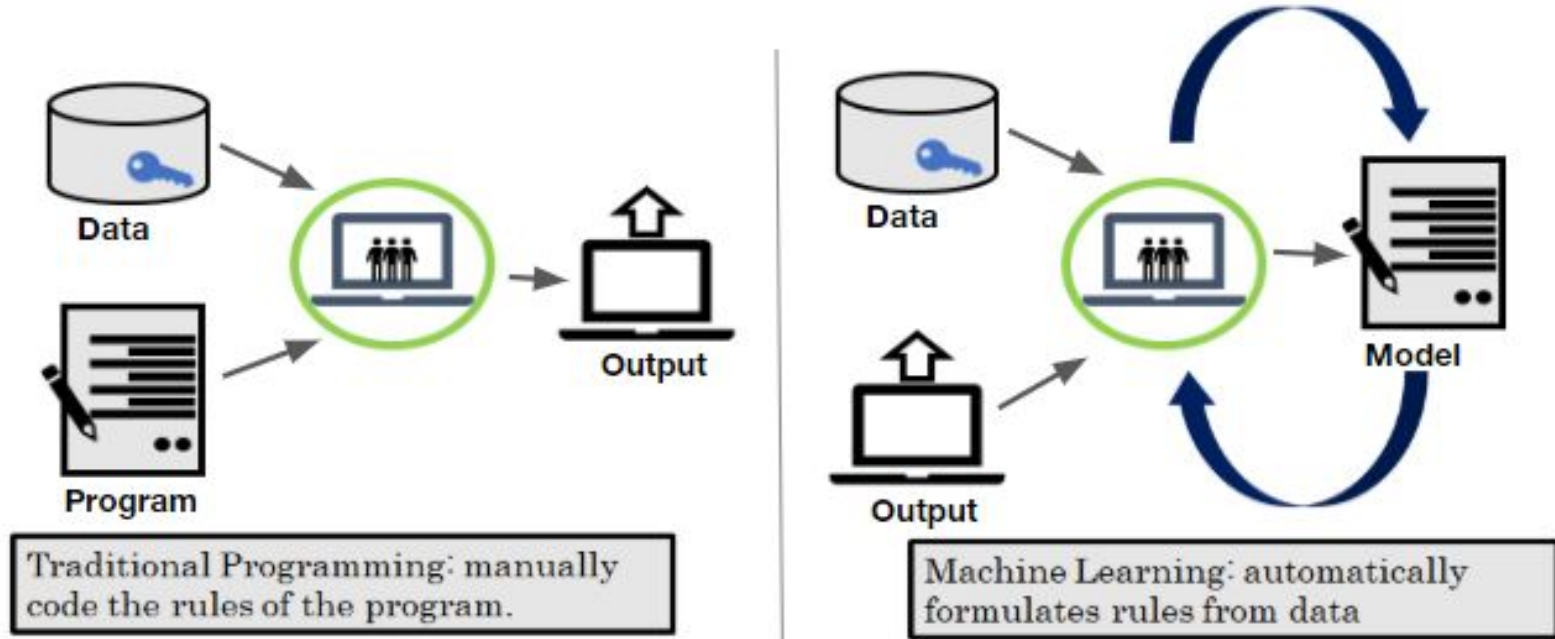 Data
Program
Output
Traditional Programming: manually
code the rules of the program.
Data
Output
Model
Machine Learning: automatically
formulates rules from data